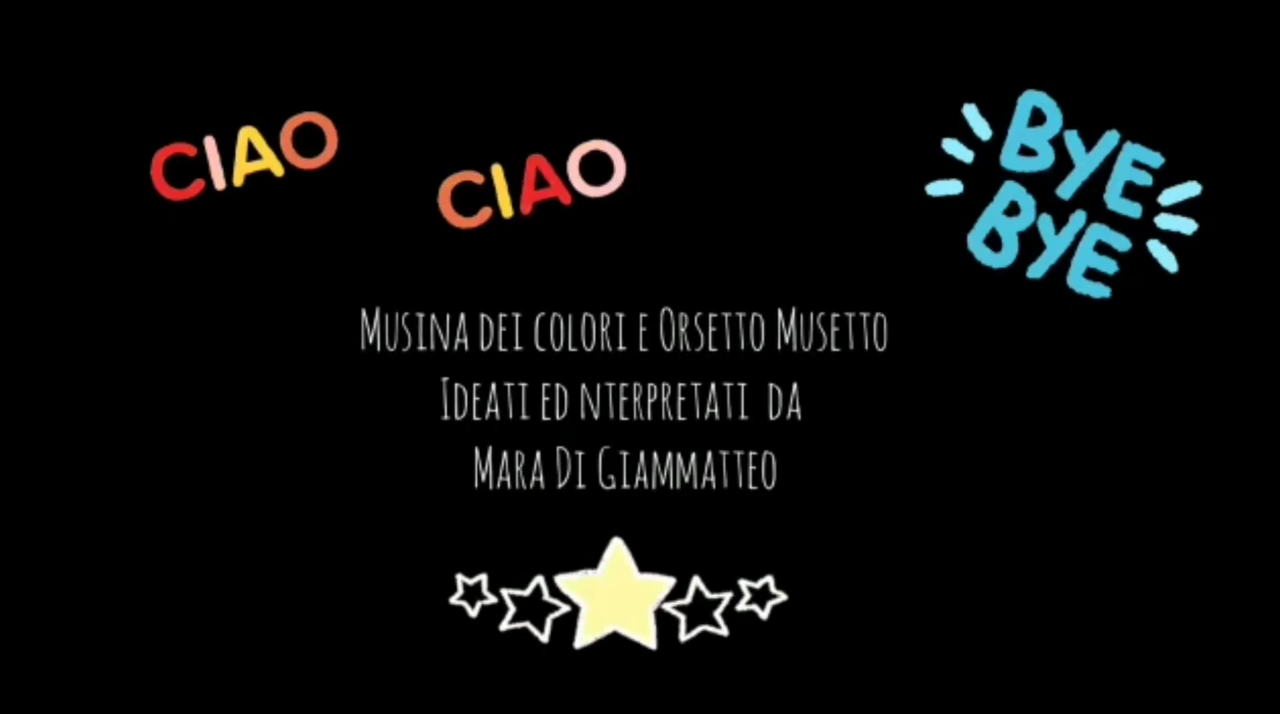 CIAO
CIAO
BYE
BYE
Musina dei colori e Orsetto Musetto
Ideati ed nterpretati da
Mara Di Giammatteo